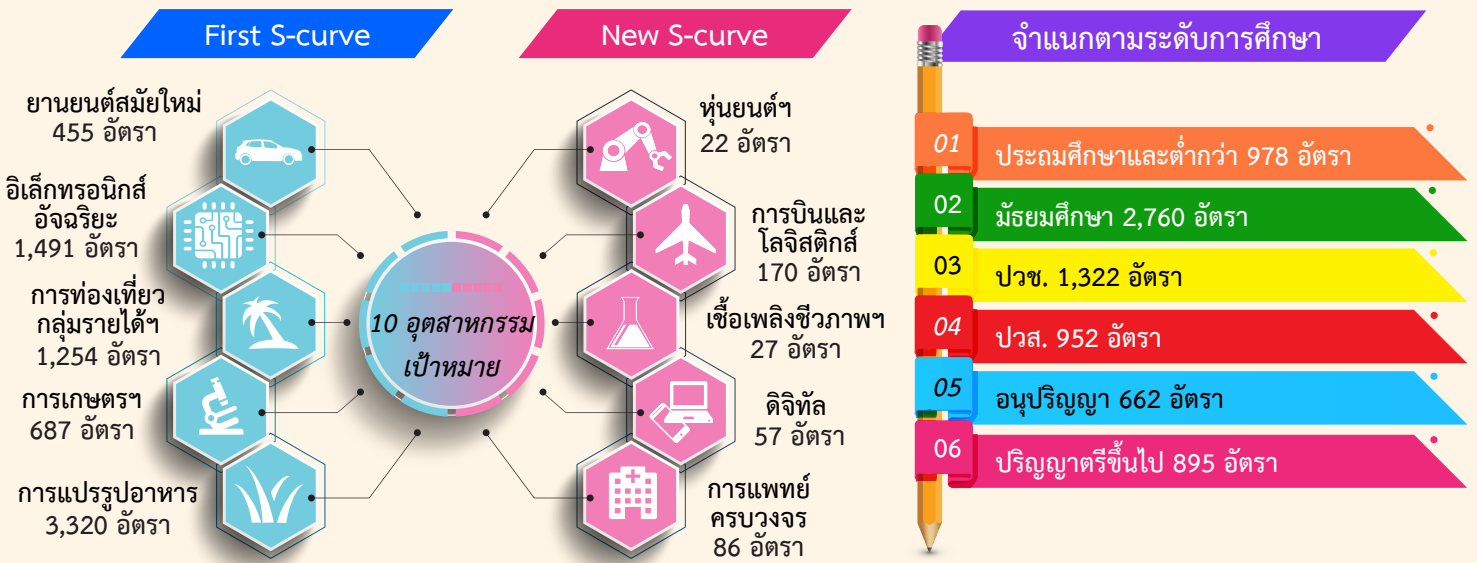 First S-curve
ยานยนต์สมัยใหม่
455 อัตรา
อิเล็กทรอนิกส์
อัจฉริยะ
1,491 อัตรา
การท่องเที่ยว
กลุ่มรายได้ฯ
1,254 อัตรา
การเกษตรฯ
687 อัตรา
การแปรรูปอาหาร
3,320 อัตรา
10 อุตสาหกรรม
เป้าหมาย
New S-curve
หุ่นยนต์ฯ
22 อัตรา
การบินและ
โลจิสติกส์
170 อัตรา
เชื้อเพลิงชีวภาพฯ
27 อัตรา
ดิจิทัล
57 อัตรา
การแพทย์
ครบวงจร
86 อัตรา
จำแนกตามระดับการศึกษา
01 ประถมศึกษาและต่ำกว่า 978 อัตรา
02 มัธยมศึกษา 2,760 อัตรา
03 ปวช. 1,322 อัตรา
04 ปวส. 952 อัตรา
05 อนุปริญญา 662 อัตรา
06 ปริญญาตรีขึ้นไป 895 อัตรา